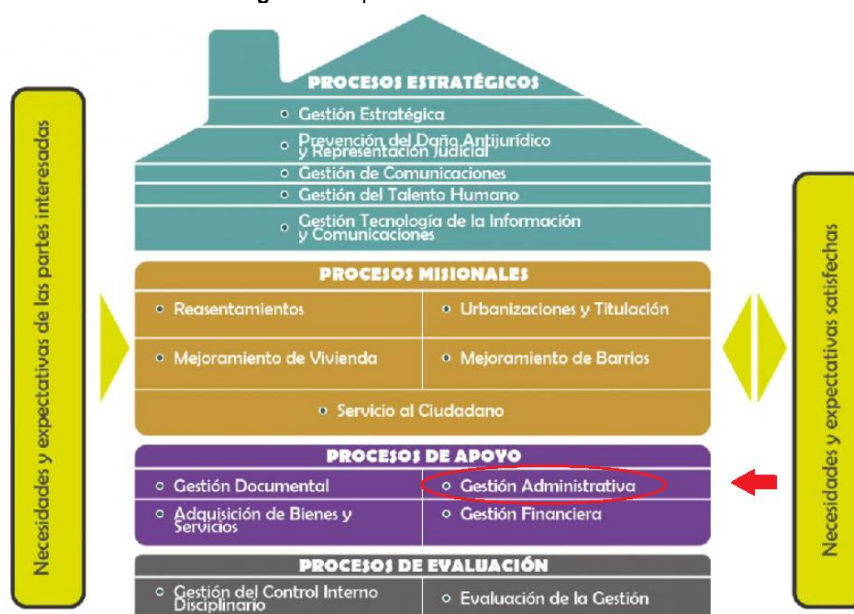 Necesidades y expectativas de las partes interesadas
PROCESOS ESTRATÉGICOS
Gestión Estratégica
Prevención del Daño Antijurídico
y Representación Judicial
Gestión de Comunicaciones
Gestión del Talento Humano
Gestión Tecnología de la Información
y Comunicaciones
PROCESOS MISIONALES
Reasentamientos
Urbanizaciones y Titulación
Mejoramiento de Vivienda
Mejoramiento de Barrios
Servicio al Ciudadano
PROCESOS DE APOYO
Gestión Documental
Gestión Administrativa
Adquisición de Bienes y
Servicios
Gestión Financiera
PROCESOS DE EVALUACIÓN
Gestión del Control Interno
Disciplinario
Evaluación de la Gestión
Necesidades y expectativas satisfechas